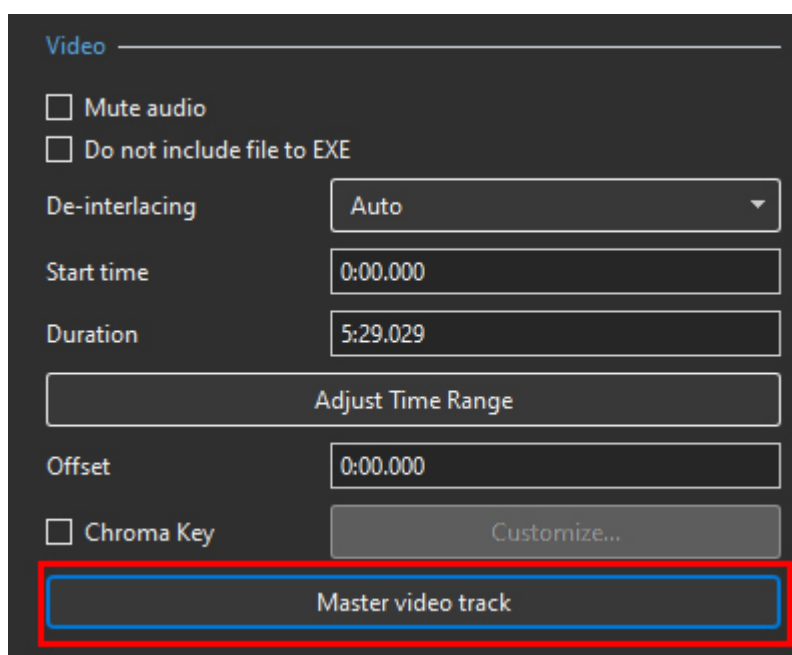 Video
Mute audio
Do not include file to EXE
De-interlacing Auto
Start time 0:00.000
Duration 5:29.029
Adjust Time Range
Offset 0:00.000
Chroma Key Customize...
Master video track